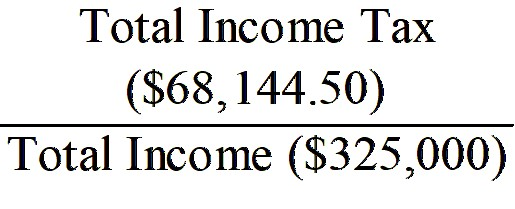 Total Income Tax
($68,144.50)
Total Income ($325,000)